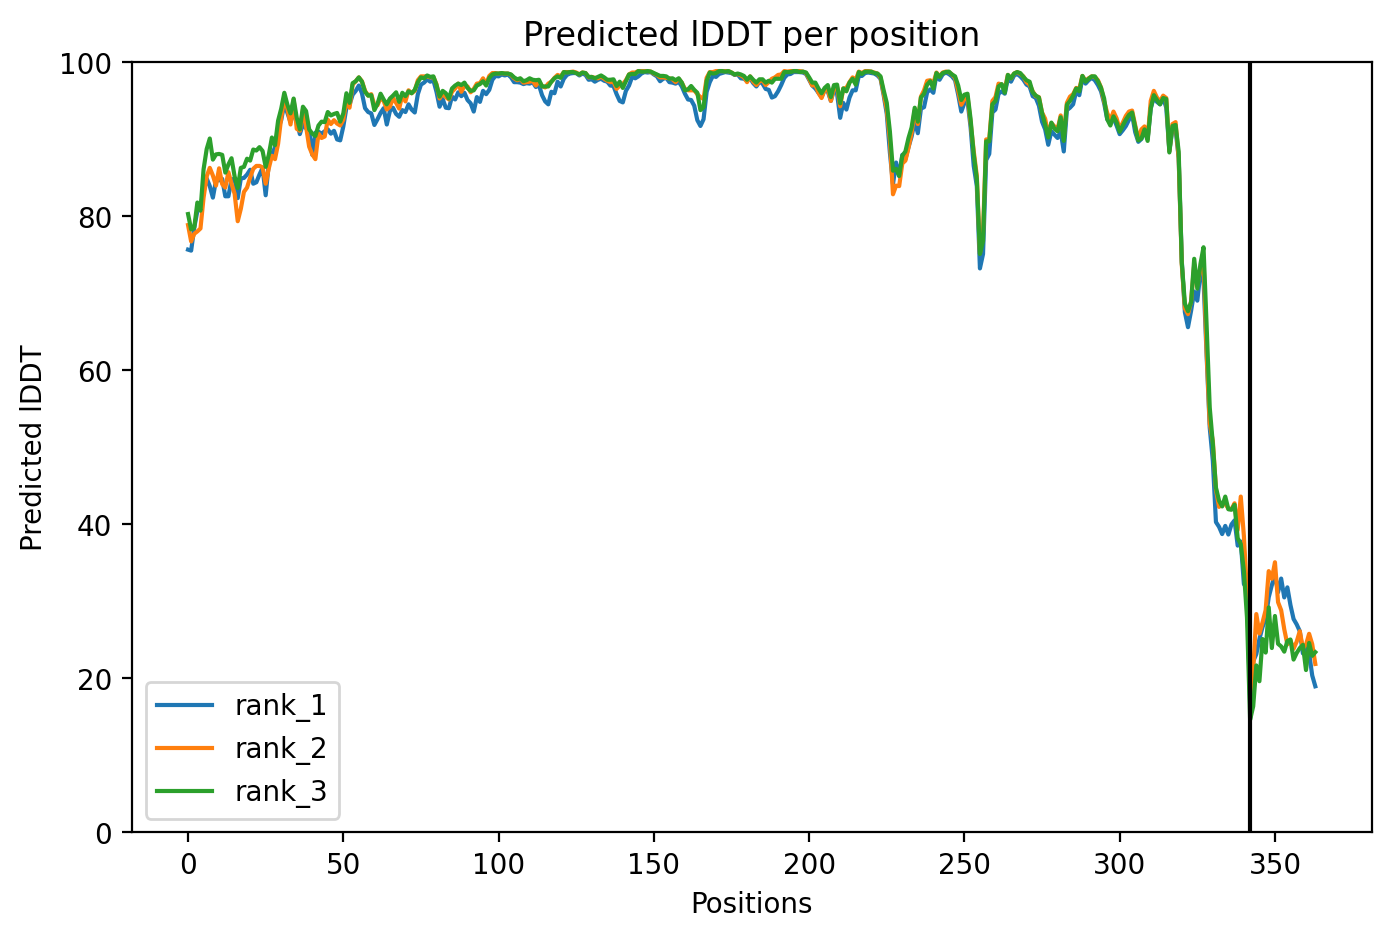 Predicted lDDT per position
100
80
60
40
20
0
Predicted lDDT
rank_1
rank_2
rank_3
0 50 100 150 200 250 300 350
Positions